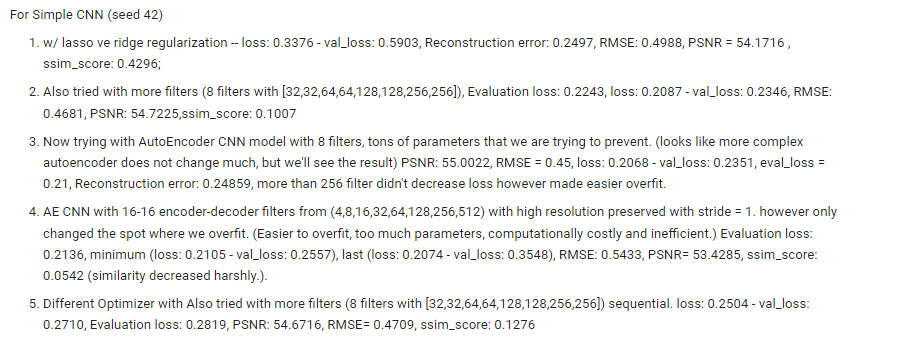 For Simple CNN (seed 42)
1. w/ lasso ve ridge regularization -- loss: 0.3376 - val_loss: 0.5903, Reconstruction error: 0.2497, RMSE: 0.4988, PSNR = 54.1716 ,
ssim_score: 0.4296;
2. Also tried with more filters (8 filters with [32,32,64,64,128,128,256,256]), Evaluation loss: 0.2243, loss: 0.2087 - val_loss: 0.2346, RMSE:
0.4681, PSNR: 54.7225,ssim_score: 0.1007
3. Now trying with AutoEncoder CNN model with 8 filters, tons of parameters that we are trying to prevent. (looks like more complex
autoencoder does not change much, but we'll see the result) PSNR: 55.0022, RMSE = 0.45, loss: 0.2068 - val_loss: 0.2351, eval_loss =
0.21, Reconstruction error: 0.24859, more than 256 filter didn't decrease loss however made easier overfit.
4. AE CNN with 16-16 encoder-decoder filters from (4,8,16,32,64,128,256,512) with high resolution preserved with stride = 1. however only
changed the spot where we overfit. (Easier to overfit, too much parameters, computationally costly and inefficient.) Evaluation loss:
0.2136, minimum (loss: 0.2105 - val_loss: 0.2557), last (loss: 0.2074 - val_loss: 0.3548), RMSE: 0.5433, PSNR= 53.4285, ssim_score:
0.0542 (similarity decreased harshly.).
5. Different Optimizer with Also tried with more filters (8 filters with [32,32,64,64,128,128,256,256]) sequential. loss: 0.2504 - val_loss:
0.2710, Evaluation loss: 0.2819, PSNR: 54.6716, RMSE= 0.4709, ssim_score: 0.1276